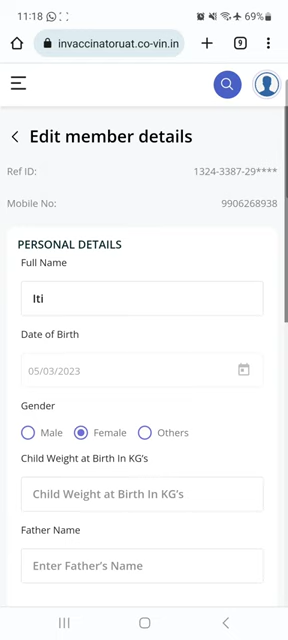 11:18 69%
invaccinatoruat.co-vin.in 9
Edit member details
Ref ID: 1324-3387-29****
Mobile No: 9906268938
PERSONAL DETAILS
Full Name
Iti
Date of Birth
05/03/2023
Gender
Male Female Others
Child Weight at Birth In KG's
Child Weight at Birth In KG's
Father Name
Enter Father's Name